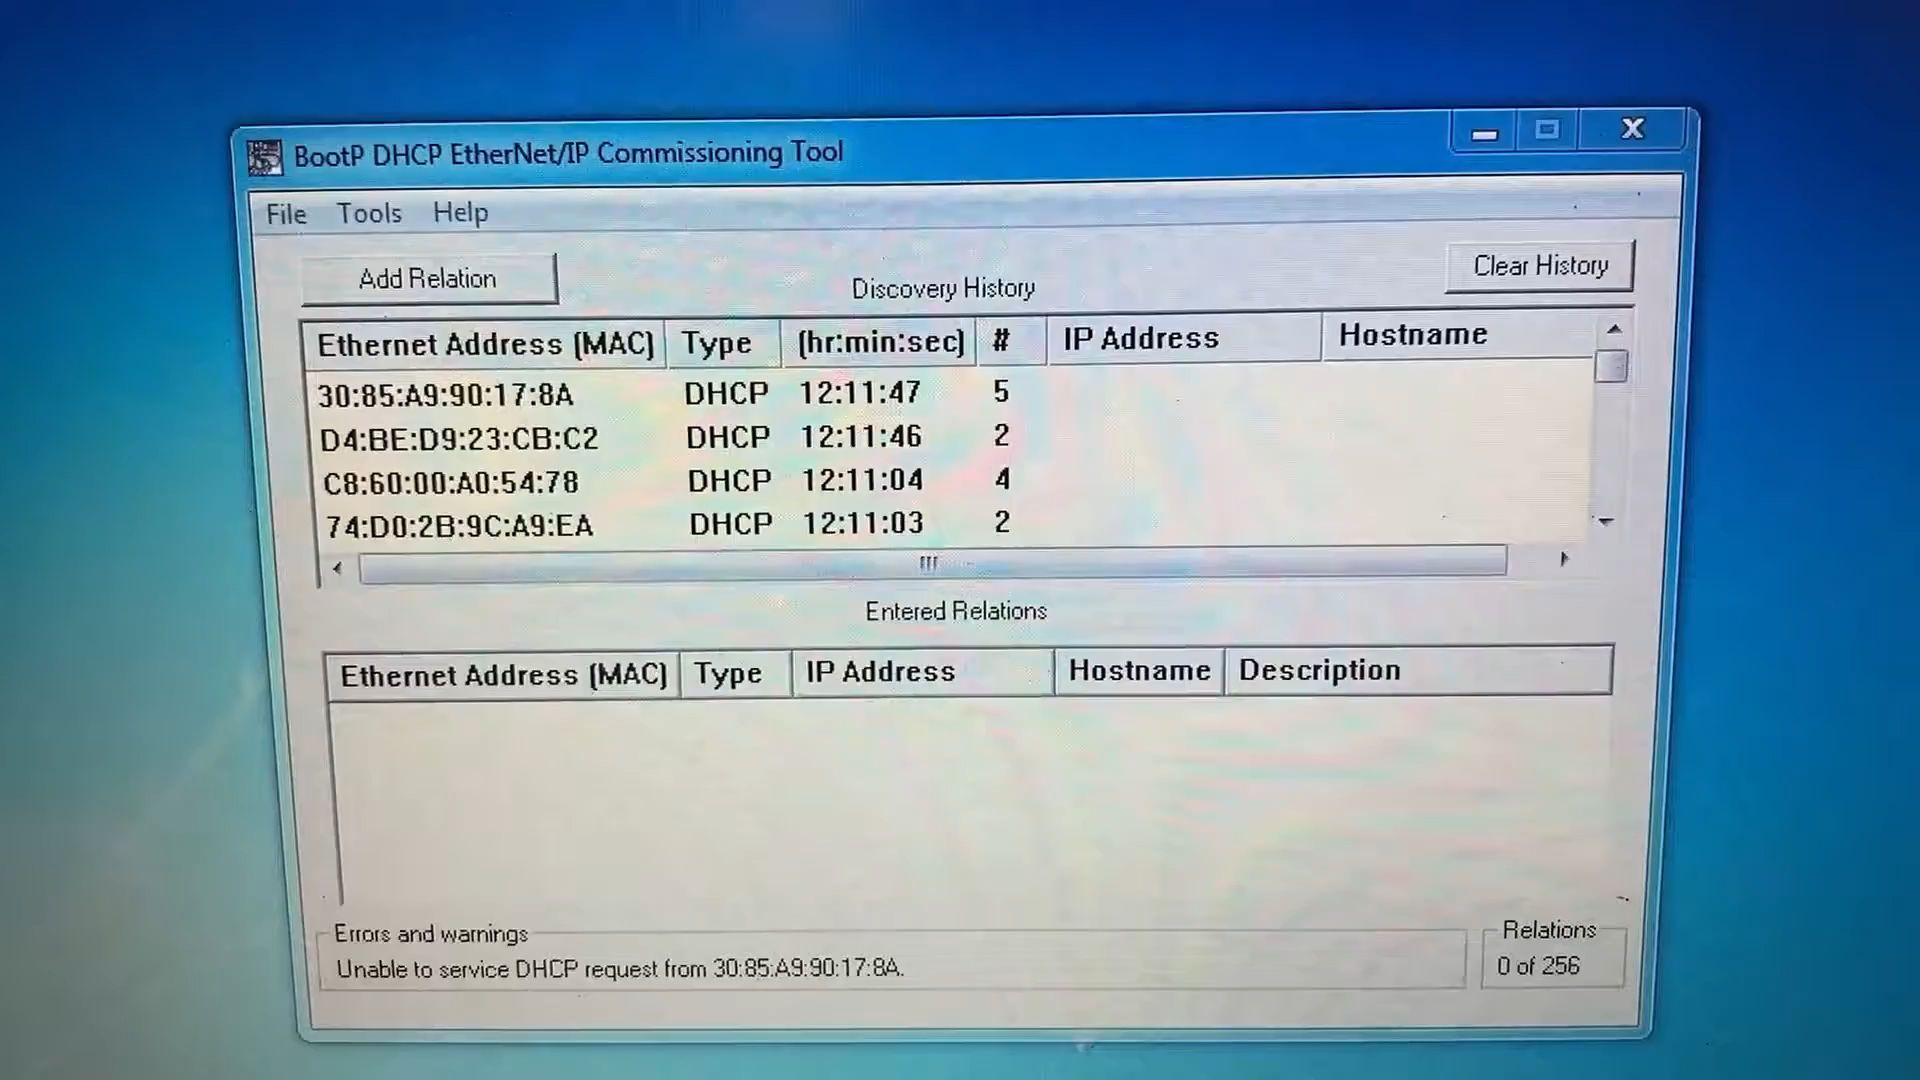 BootP DHCP EtherNet/IP Commissioning Tool
File Tools Help
Add Relation
Discovery History
Clear History
Ethernet Address (MAC) Type (hr:min:sec) # IP Address Hostname
30:85:A9:90:17:8A DHCP 12:11:47 5
D4:BE:D9:23:CB:C2 DHCP 12:11:46 2
C8:60:00:A0:54:78 DHCP 12:11:04 4
74:D0:2B:9C:A9:EA DHCP 12:11:03 2
Entered Relations
Ethernet Address (MAC) Type IP Address Hostname Description
Errors and warnings
Unable to service DHCP request from 30:85:A9:90:17:8A.
Relations
0 of 256